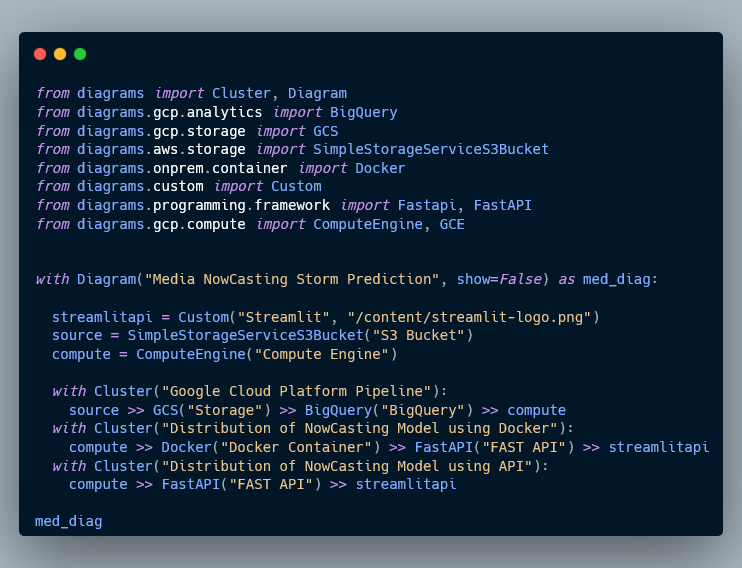 from diagrams import Cluster, Diagram
from diagrams.gcp.analytics import BigQuery
from diagrams.gcp.storage import GCS
from diagrams.aws.storage import SimpleStorageServiceS3Bucket
from diagrams.onprem.container import Docker
from diagrams.custom import Custom
from diagrams.programming.framework import Fastapi, FastAPI
from diagrams.gcp.compute import ComputeEngine, GCE
with Diagram("Media NowCasting Storm Prediction", show=False) as med_diag:
streamlitapi = Custom("Streamlit", "/content/streamlit-logo.png")
source = SimpleStorageServiceS3Bucket("S3 Bucket")
compute = ComputeEngine("Compute Engine")
with Cluster("Google Cloud Platform Pipeline"):
source >> GCS("Storage") >> BigQuery("BigQuery") >> compute
with Cluster("Distribution of NowCasting Model using Docker"):
compute >> Docker("Docker Container") >> FastAPI("FAST API") >> streamlitapi
with Cluster("Distribution of NowCasting Model using API"):
compute >> FastAPI("FAST API") >> streamlitapi
med_diag